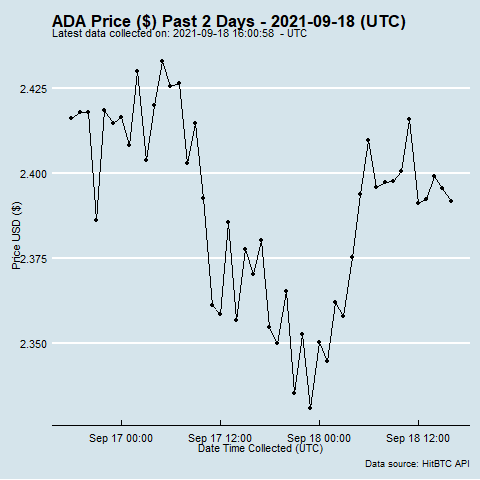 ADA Price ($) Past 2 Days - 2021-09-18 (UTC)
Latest data collected on: 2021-09-18 16:00:58 - UTC
2.425
2.400
2.375
2.350
Price USD ($)
Sep 17 00:00 Sep 17 12:00 Sep 18 00:00 Sep 18 12:00
Date Time Collected (UTC)
Data source: HitBTC API